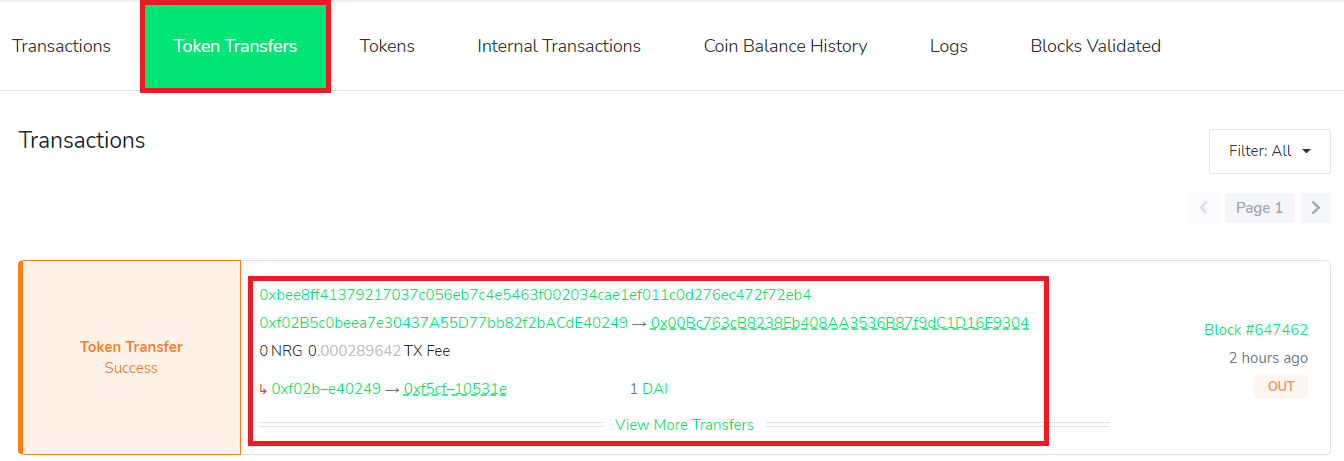 Transactions Token Transfers Tokens Internal Transactions Coin Balance History Logs Blocks Validated
Transactions
Filter: All
Page 1
Token Transfer
Success
0xbee8ff41379217037c056eb7c4e5463f002034cae1ef011c0d276ec472f72eb4
0xf02B5c0beea7e30437A55D77bb82f2bACdE40249 → 0x00Bc763cB8238Eb408AA3536B87f9dC1D16E9304
0 NRG 0.000289642 TX Fee
↳ 0xf02b–e40249 → 0xf5cf–10531e 1 DAI
View More Transfers
Block #647462
2 hours ago
OUT